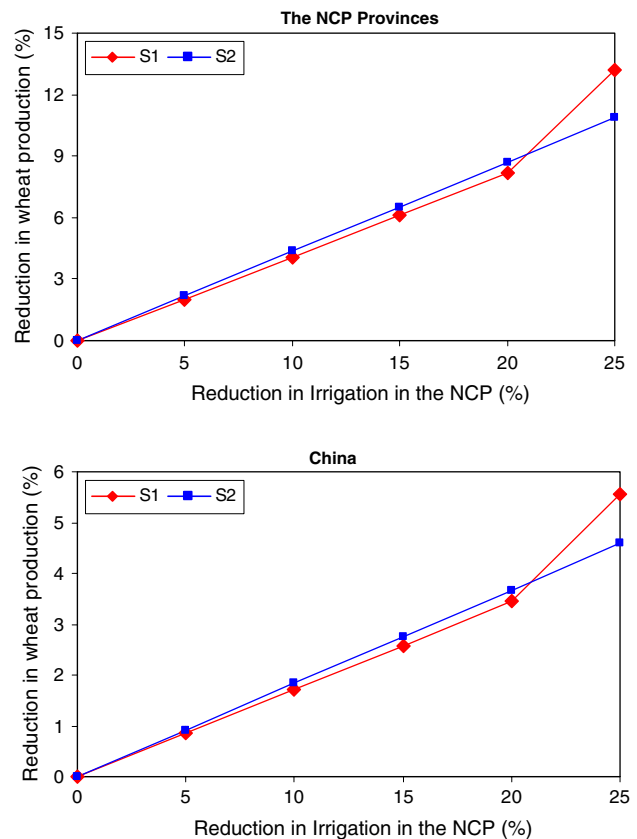 The NCP Provinces
Reduction in wheat production (%)
15
12
9
6
3
0
S1 S2
0 5 10 15 20 25
Reduction in Irrigation in the NCP (%)
China
Reduction in wheat production (%)
6
5
4
3
2
1
0
S1 S2
0 5 10 15 20 25
Reduction in Irrigation in the NCP (%)